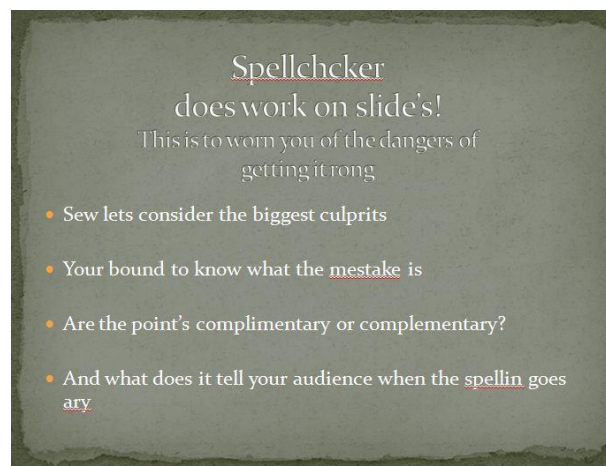 Spellchcker
does work on slide's!
This is to worn you of the dangers of
getting it rong
• Sew lets consider the biggest culprits
• Your bound to know what the mestake is
• Are the point's complimentary or complementary?
• And what does it tell your audience when the spellin goes
ary